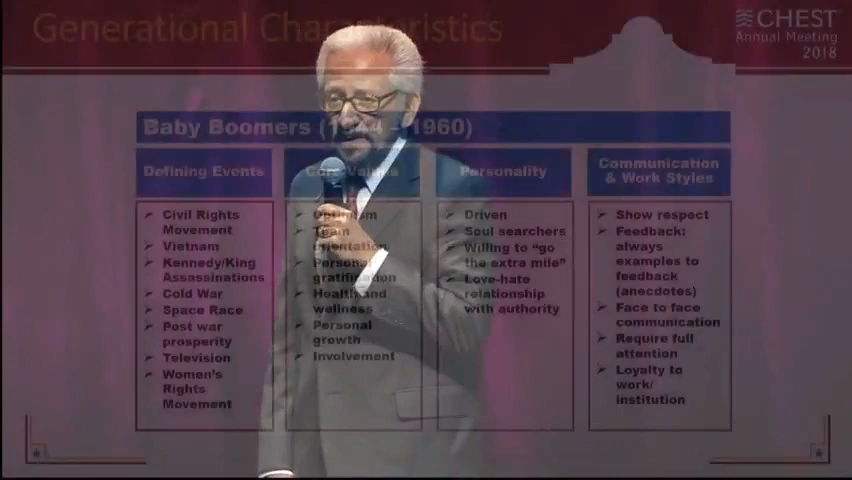 Generational Characteristics
CHEST
Annual Meeting
2018
Baby Boomers ( 1960)
Defining Events
➢ Civil Rights
Movement
➢ Vietnam
➢ Kennedy/King
Assassinations
➢ Cold War
➢ Space Race
➢ Post war
prosperity
➢ Television
➢ Women's
Rights
Movement
Core Values
➢ Optimism
➢ Team
orientation
➢ Personal
gratification
➢ Health and
wellness
➢ Personal
growth
➢ Involvement
Personality
➢ Driven
➢ Soul searchers
➢ Willing to "go
the extra mile"
➢ Love-hate
relationship
with authority
Communication
& Work Styles
➢ Show respect
➢ Feedback:
always
examples to
feedback
(anecdotes)
➢ Face to face
communication
➢ Require full
attention
➢ Loyalty to
work/
institution